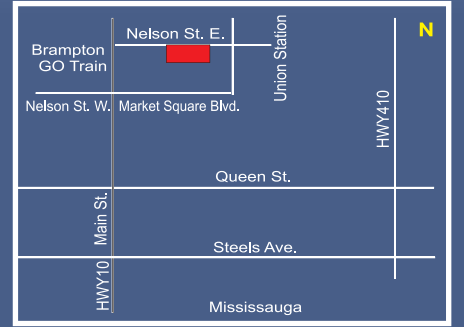 N
Nelson St. E.
Brampton
GO Train
Union Station
Nelson St. W.
Market Square Blvd.
HWY410
Queen St.
Main St.
Steels Ave.
HWY10
Mississauga